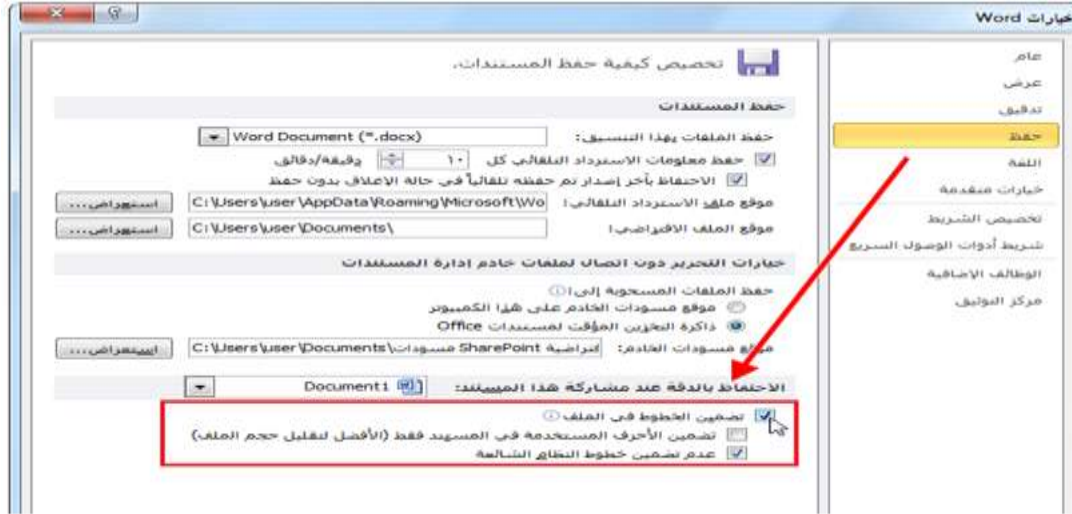 خيارات Word
عام
عرض
تدقيق
حفظ
اللغة
خيارات متقدمة
تخصيص الشريط
شريط أدوات الوصول السريع
الوظائف الإضافية
مركز التوثيق
تخصيص كيفية حفظ المستندات.
حفظ المستندات
حفظ الملفات بهذا التنسيق: Word Document (*.docx)
حفظ معلومات الاسترداد التلقائي كل ١٠ دقيقة/دقائق
الاحتفاظ بآخر إصدار تم حفظه تلقائياً في حالة الإغلاق بدون حفظ
موقع ملف الاسترداد التلقائي: C:\Users\user\AppData\Roaming\Microsoft\Wo استعراض...
موقع الملف الافتراضي: C:\Users\user\Documents\ استعراض...
خيارات التحرير دون اتصال لملفات خادم إدارة المستندات
حفظ الملفات المسحوبة إلى:
موقع مسودات الخادم على هذا الكمبيوتر
ذاكرة التخزين المؤقت لمستندات Office
موقع مسودات الخادم: C:\Users\user\Documents\مسودات SharePoint فتراضية استعراض...
الاحتفاظ بالدقة عند مشاركة هذا المستند: Document1
تضمين الخطوط في الملف
تضمين الأحرف المستخدمة في المستند فقط (الأفضل لتقليل حجم الملف)
عدم تضمين خطوط النظام الشائعة